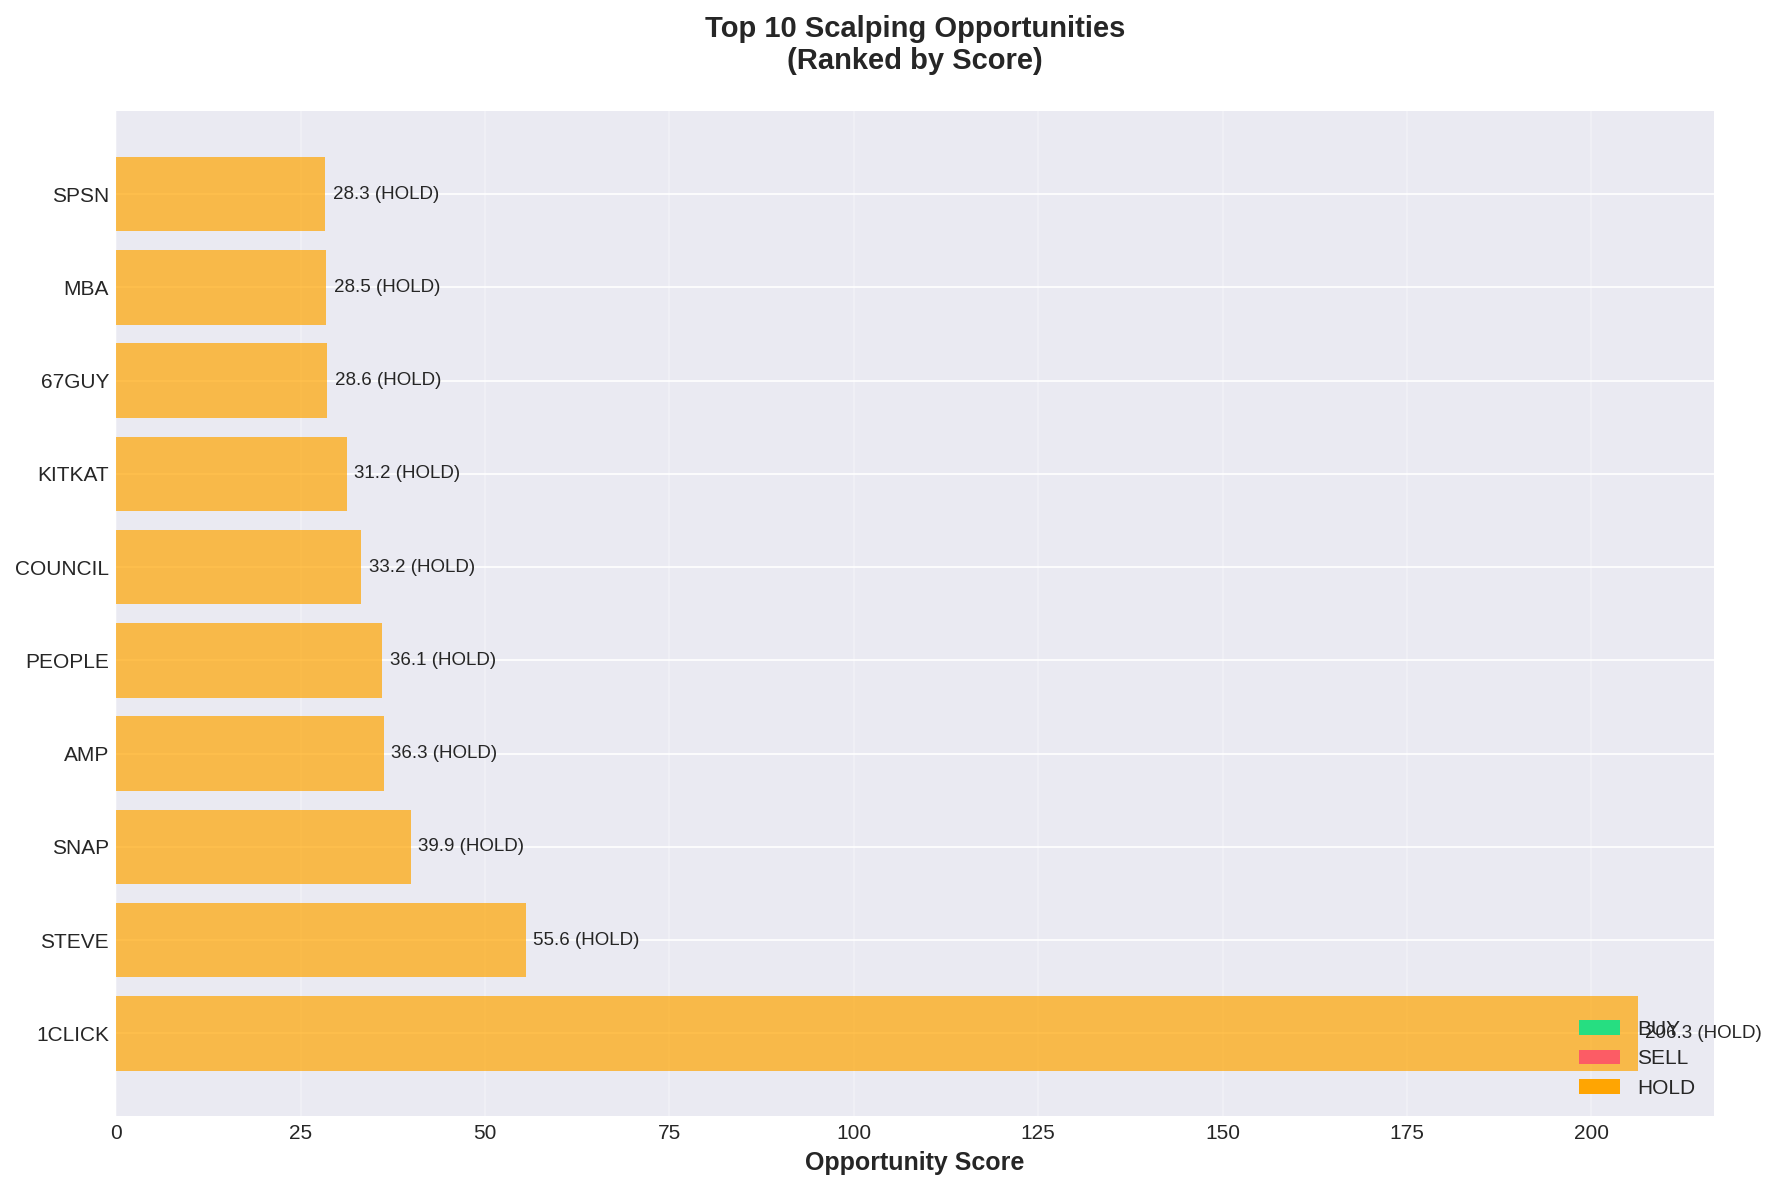 Top 10 Scalping Opportunities
(Ranked by Score)
SPSN
28.3 (HOLD)
MBA
28.5 (HOLD)
67GUY
28.6 (HOLD)
KITKAT
31.2 (HOLD)
COUNCIL
33.2 (HOLD)
PEOPLE
36.1 (HOLD)
AMP
36.3 (HOLD)
SNAP
39.9 (HOLD)
STEVE
55.6 (HOLD)
1CLICK
206.3 (HOLD)
BUY
SELL
HOLD
0 25 50 75 100 125 150 175 200
Opportunity Score